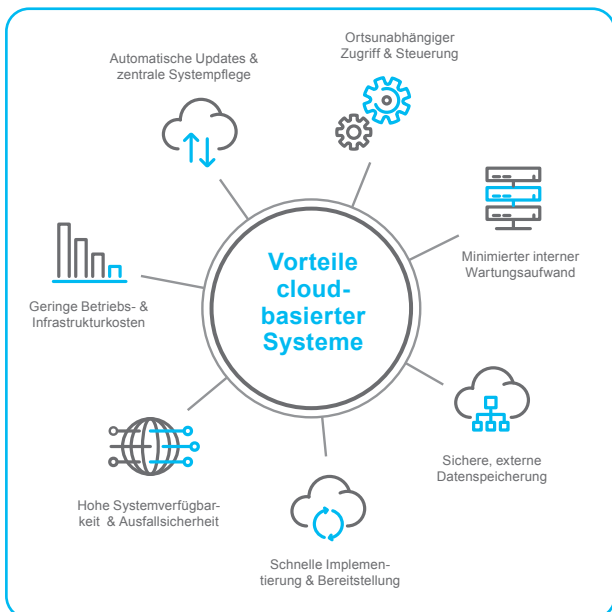 Ortsunabhängiger
Zugriff & Steuerung
Automatische Updates &
zentrale Systempflege
Minimierter interner
Wartungsaufwand
Vorteile
cloud-
basierter
Systeme
Geringe Betriebs- &
Infrastrukturkosten
Sichere, externe
Datenspeicherung
Hohe Systemverfügbar-
keit & Ausfallsicherheit
Schnelle Implemen-
tierung & Bereitstellung